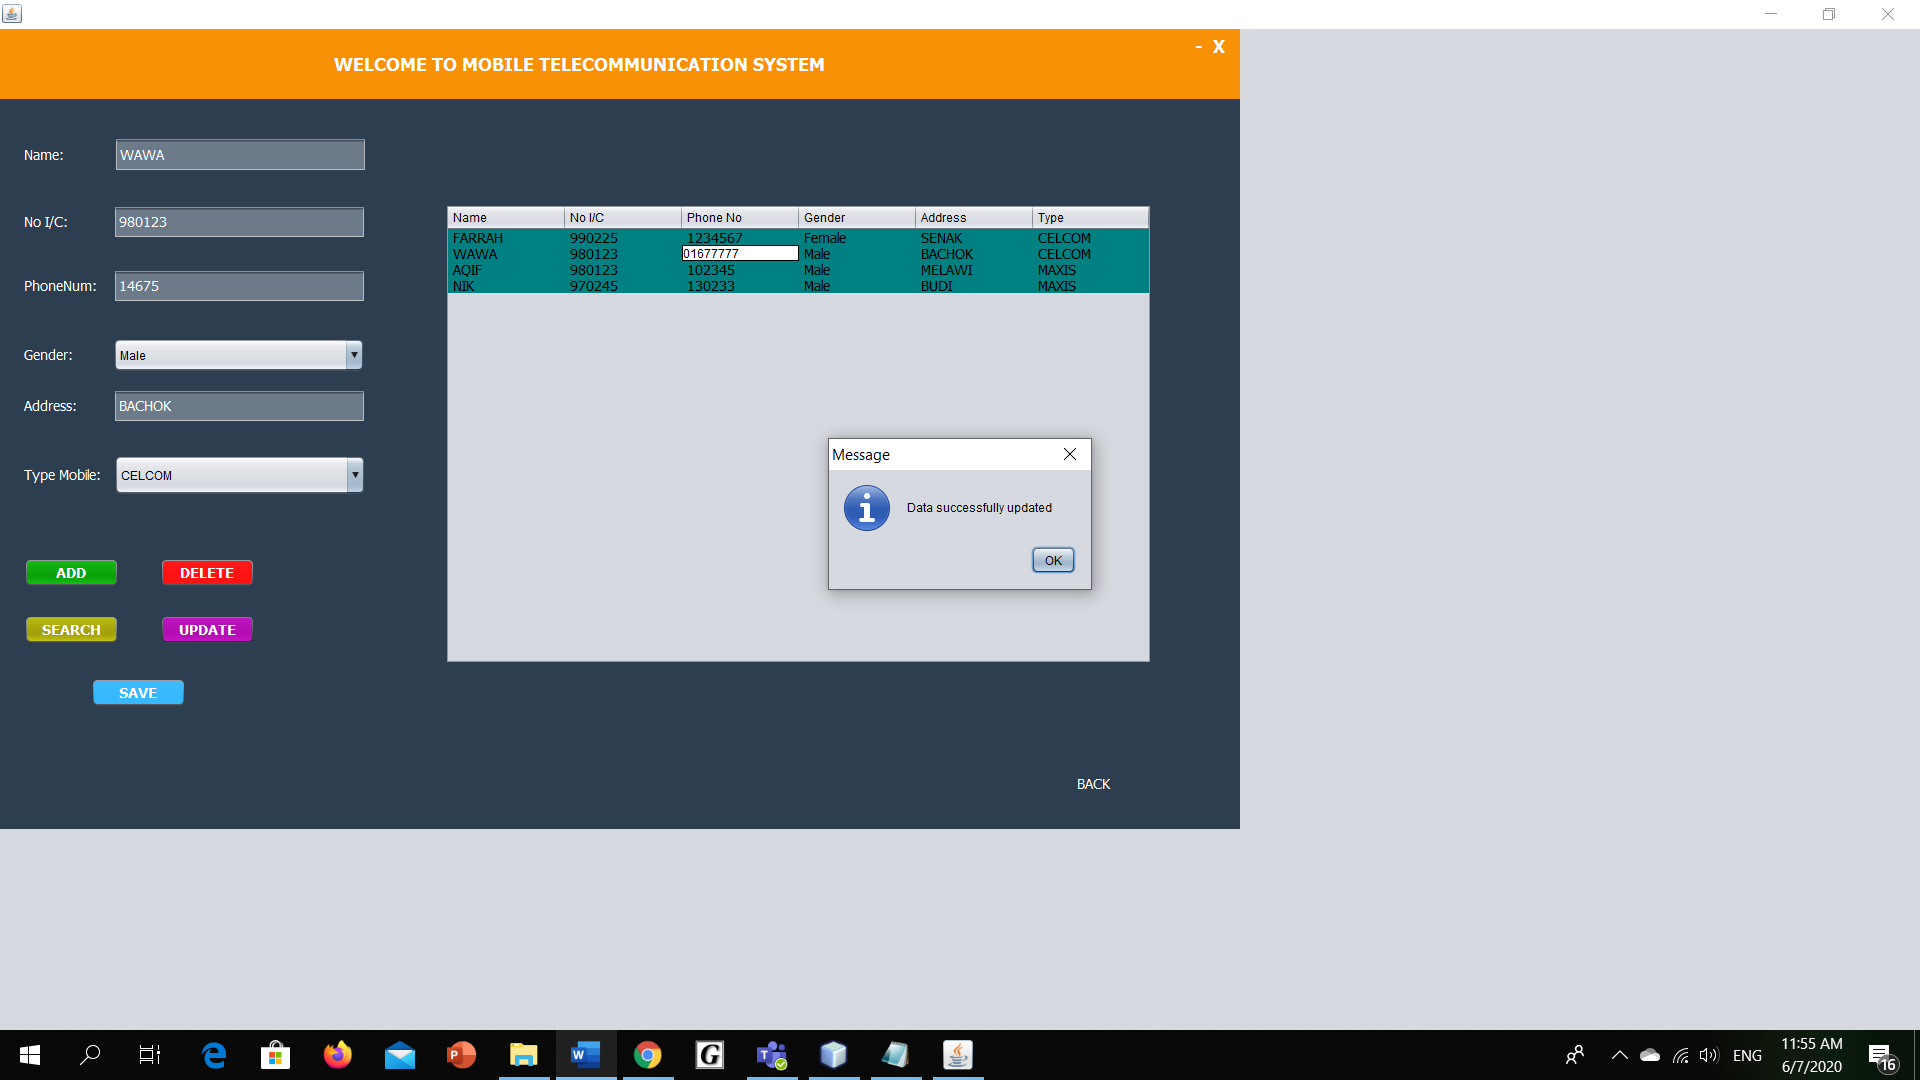 - X
WELCOME TO MOBILE TELECOMMUNICATION SYSTEM
Name: WAWA
No I/C: 980123
PhoneNum: 14675
Gender: Male
Address: BACHOK
Type Mobile: CELCOM
ADD DELETE
SEARCH UPDATE
SAVE
Name No I/C Phone No Gender Address Type
FARRAH 990225 1234567 Female SENAK CELCOM
WAWA 980123 01677777 Male BACHOK CELCOM
AQIF 980123 102345 Male MELAWI MAXIS
NIK 970245 130233 Male BUDI MAXIS
Message
Data successfully updated
OK
BACK
ENG
11:55 AM
6/7/2020
16